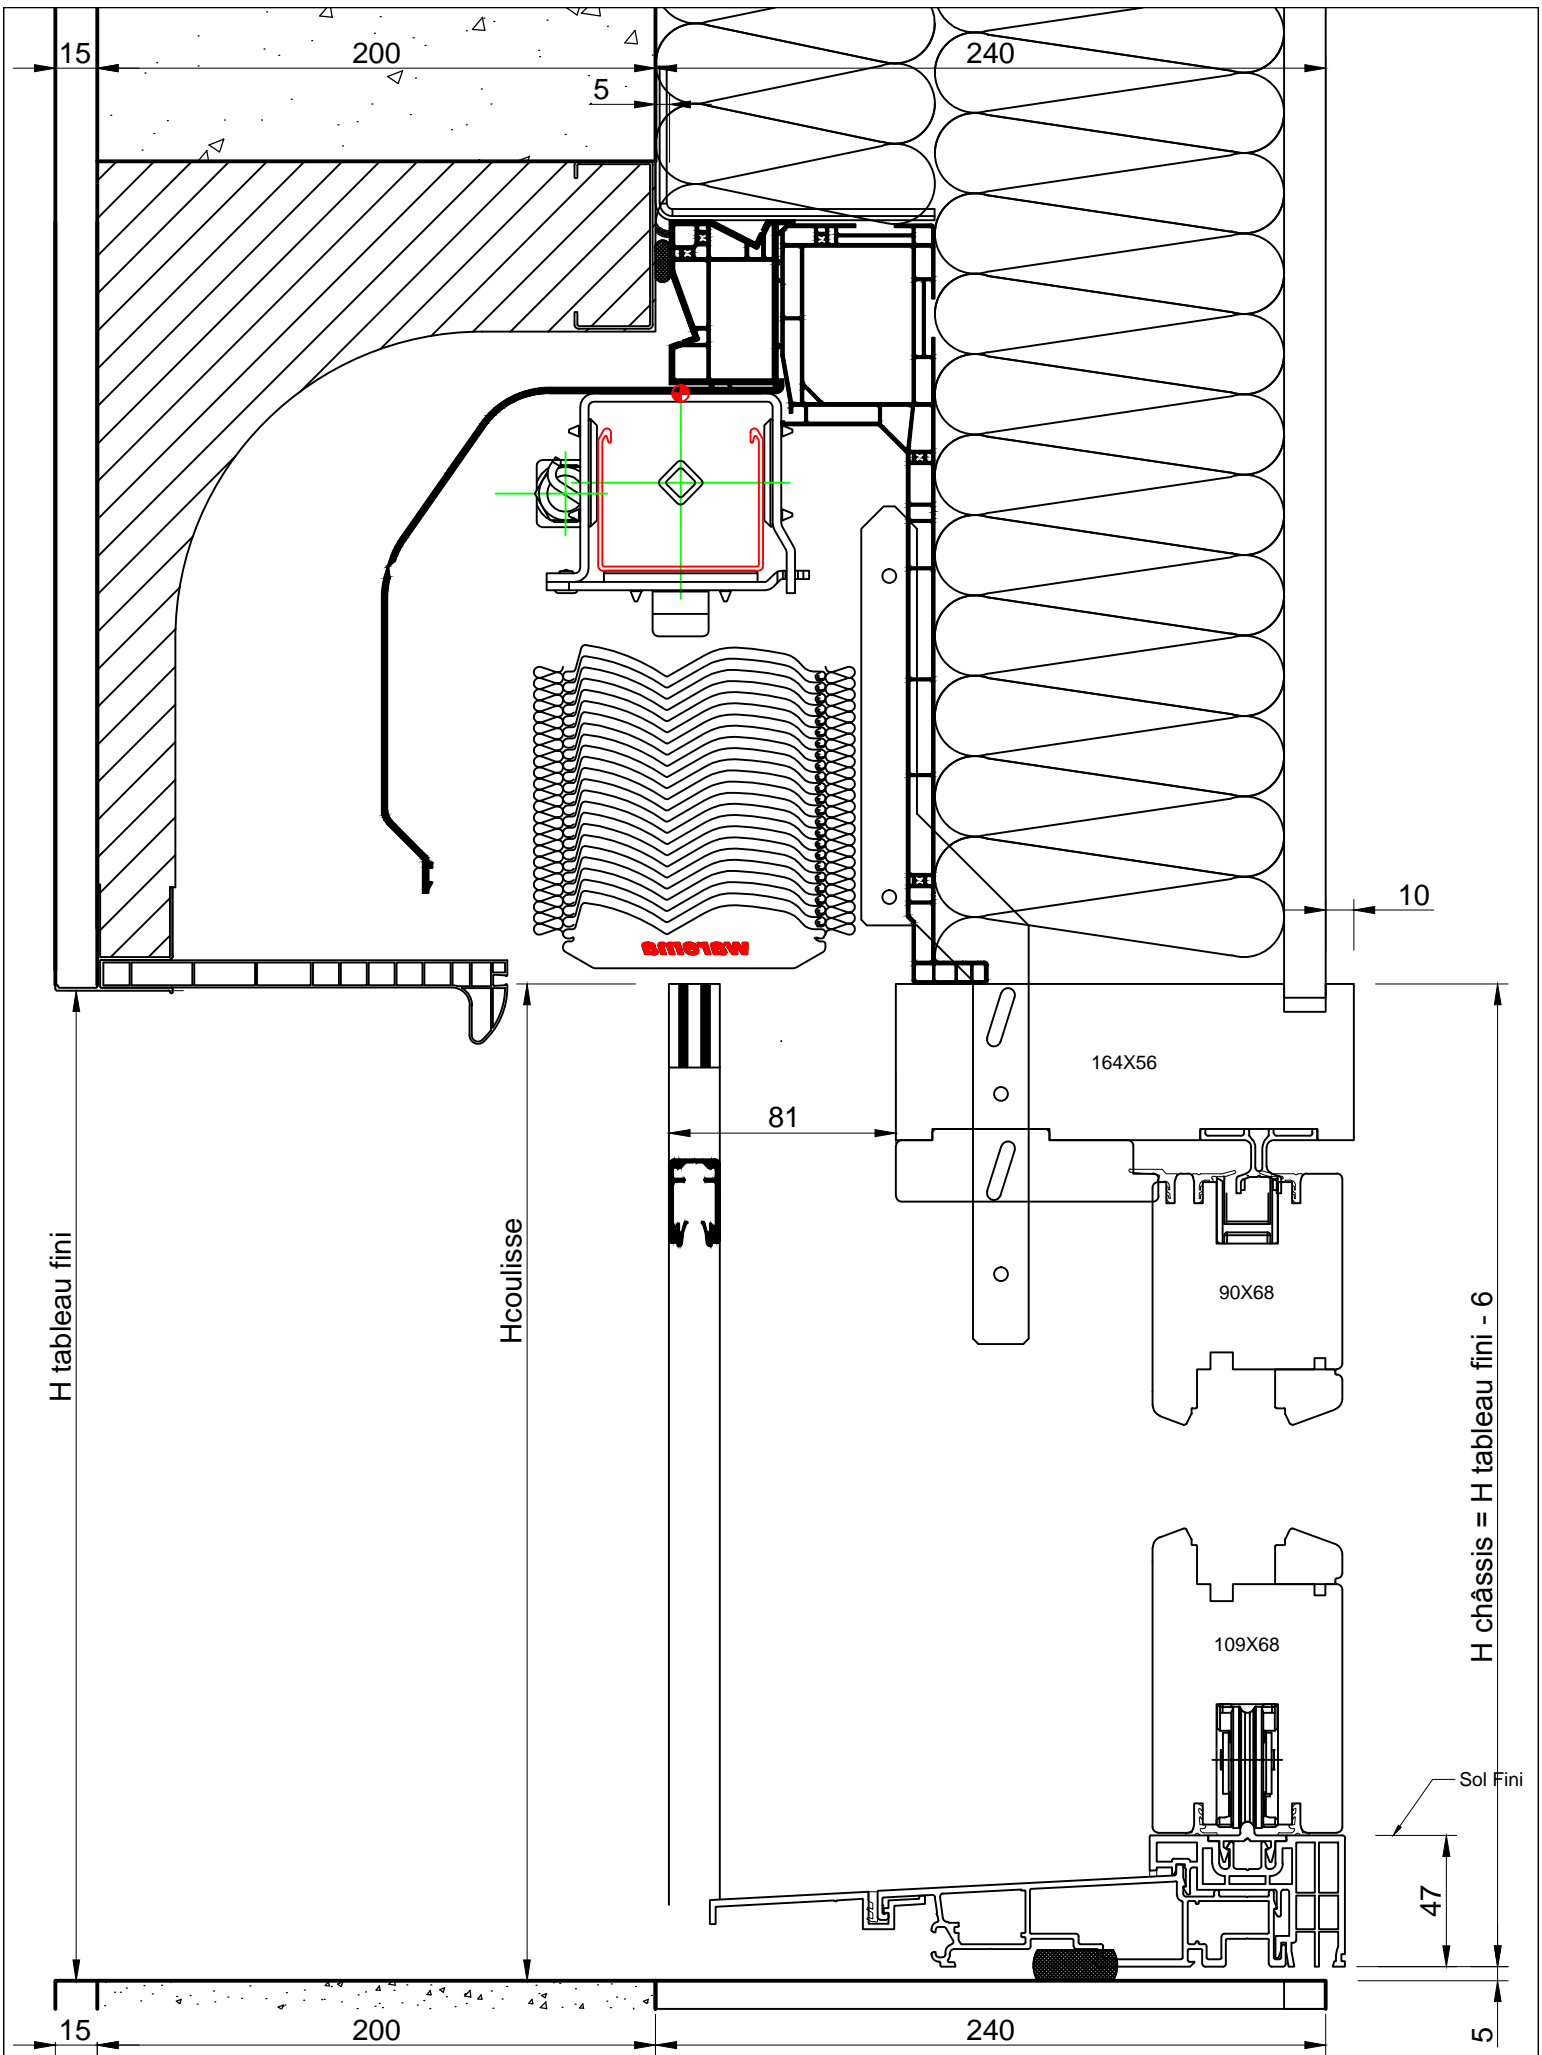 15
200
240
5
10
warema
164X56
81
H tableau fini
Hcoulisse
90X68
H châssis = H tableau fini - 6
109X68
Sol Fini
47
15
200
240
5